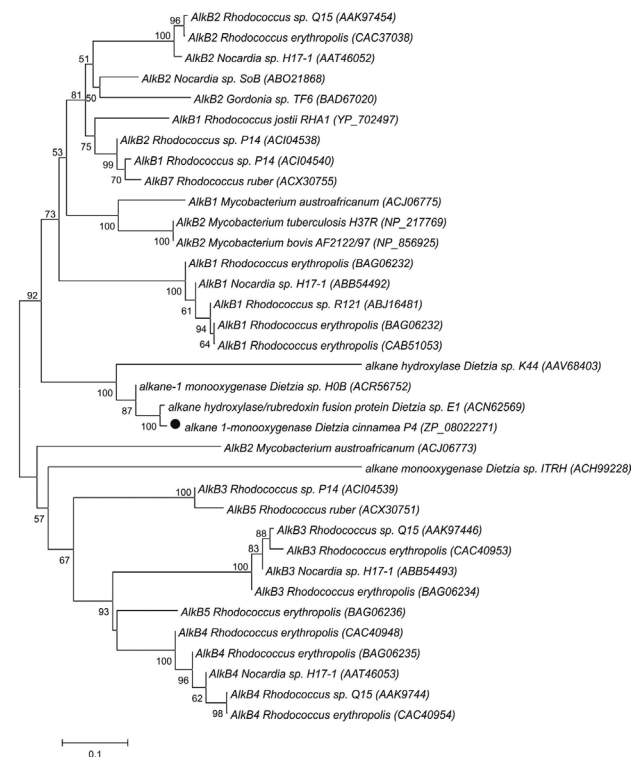 AlkB2 Rhodococcus sp. Q15 (AAK97454)
96
AlkB2 Rhodococcus erythropolis (CAC37038)
100
AlkB2 Nocardia sp. H17-1 (AAT46052)
51
AlkB2 Nocardia sp. SoB (ABO21868)
81 50
AlkB2 Gordonia sp. TF6 (BAD67020)
AlkB1 Rhodococcus jostii RHA1 (YP_702497)
75
AlkB2 Rhodococcus sp. P14 (ACI04538)
53
99
AlkB1 Rhodococcus sp. P14 (ACI04540)
70
AlkB7 Rhodococcus ruber (ACX30755)
AlkB1 Mycobacterium austroafricanum (ACJ06775)
73
100
AlkB2 Mycobacterium tuberculosis H37R (NP_217769)
100
AlkB2 Mycobacterium bovis AF2122/97 (NP_856925)
AlkB1 Rhodococcus erythropolis (BAG06232)
100
AlkB1 Nocardia sp. H17-1 (ABB54492)
92
61
AlkB1 Rhodococcus sp. R121 (ABJ16481)
94
AlkB1 Rhodococcus erythropolis (BAG06232)
64
AlkB1 Rhodococcus erythropolis (CAB51053)
alkane hydroxylase Dietzia sp. K44 (AAV68403)
100
alkane-1 monooxygenase Dietzia sp. H0B (ACR56752)
87
alkane hydroxylase/rubredoxin fusion protein Dietzia sp. E1 (ACN62569)
100
alkane 1-monooxygenase Dietzia cinnamea P4 (ZP_08022271)
AlkB2 Mycobacterium austroafricanum (ACJ06773)
alkane monooxygenase Dietzia sp. ITRH (ACH99228)
57
100
AlkB3 Rhodococcus sp. P14 (ACI04539)
AlkB5 Rhodococcus ruber (ACX30751)
67
88
AlkB3 Rhodococcus sp. Q15 (AAK97446)
83
AlkB3 Rhodococcus erythropolis (CAC40953)
100
AlkB3 Nocardia sp. H17-1 (ABB54493)
AlkB3 Rhodococcus erythropolis (BAG06234)
93
AlkB5 Rhodococcus erythropolis (BAG06236)
AlkB4 Rhodococcus erythropolis (CAC40948)
100
AlkB4 Rhodococcus erythropolis (BAG06235)
96
AlkB4 Nocardia sp. H17-1 (AAT46053)
62
AlkB4 Rhodococcus sp. Q15 (AAK9744)
98
AlkB4 Rhodococcus erythropolis (CAC40954)
0.1